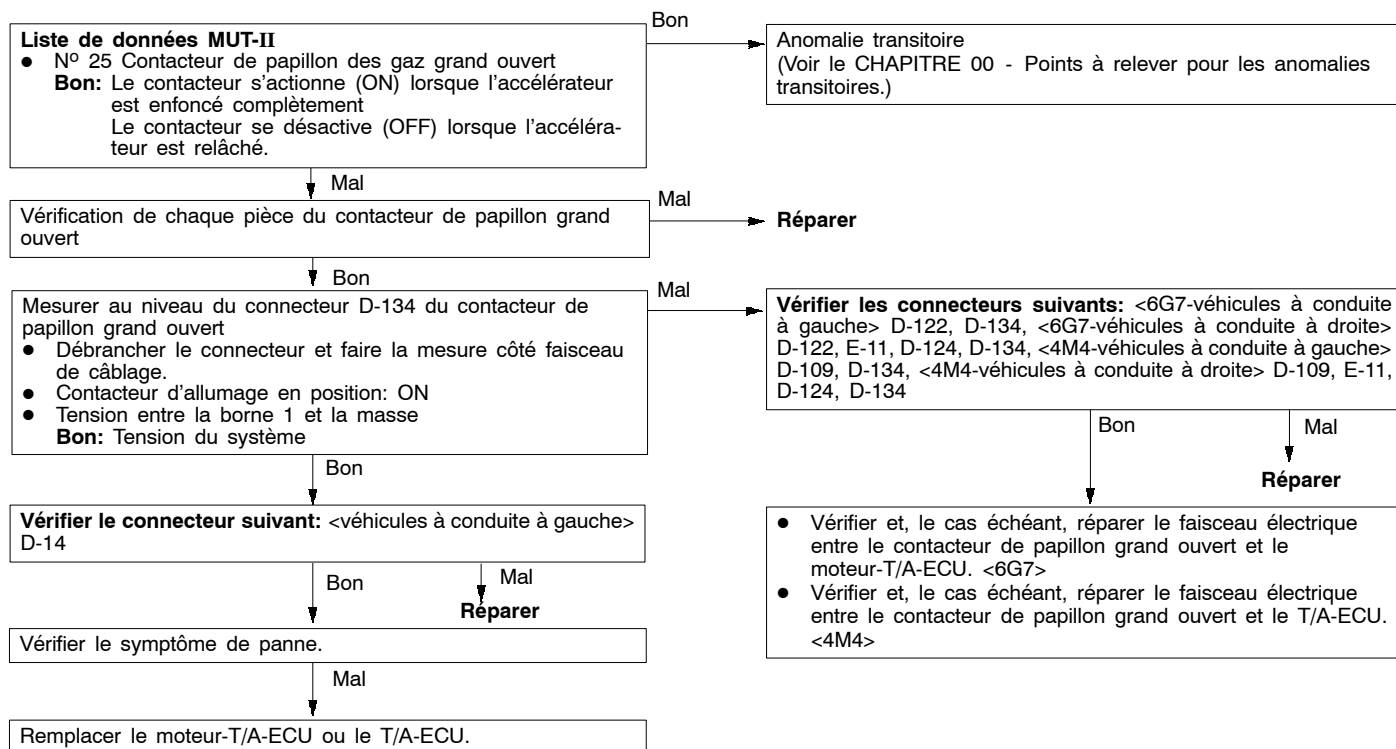 Liste de données MUT-II
● Nº 25 Contacteur de papillon des gaz grand ouvert
Bon: Le contacteur s'actionne (ON) lorsque l'accélérateur
est enfoncé complètement
Le contacteur se désactive (OFF) lorsque l'accéléra-
teur est relâché.
Bon
Anomalie transitoire
(Voir le CHAPITRE 00 - Points à relever pour les anomalies
transitoires.)
Mal
Vérification de chaque pièce du contacteur de papillon grand
ouvert
Mal
Réparer
Bon
Mesurer au niveau du connecteur D-134 du contacteur de
papillon grand ouvert
● Débrancher le connecteur et faire la mesure côté faisceau
de câblage.
● Contacteur d'allumage en position: ON
● Tension entre la borne 1 et la masse
Bon: Tension du système
Mal
Vérifier les connecteurs suivants: <6G7-véhicules à conduite
à gauche> D-122, D-134, <6G7-véhicules à conduite à droite>
D-122, E-11, D-124, D-134, <4M4-véhicules à conduite à gauche>
D-109, D-134, <4M4-véhicules à conduite à droite> D-109, E-11,
D-124, D-134
Bon
Mal
Réparer
● Vérifier et, le cas échéant, réparer le faisceau électrique
entre le contacteur de papillon grand ouvert et le
moteur-T/A-ECU. <6G7>
● Vérifier et, le cas échéant, réparer le faisceau électrique
entre le contacteur de papillon grand ouvert et le T/A-ECU.
<4M4>
Bon
Vérifier le connecteur suivant: <véhicules à conduite à gauche>
D-14
Bon
Mal
Réparer
Vérifier le symptôme de panne.
Mal
Remplacer le moteur-T/A-ECU ou le T/A-ECU.